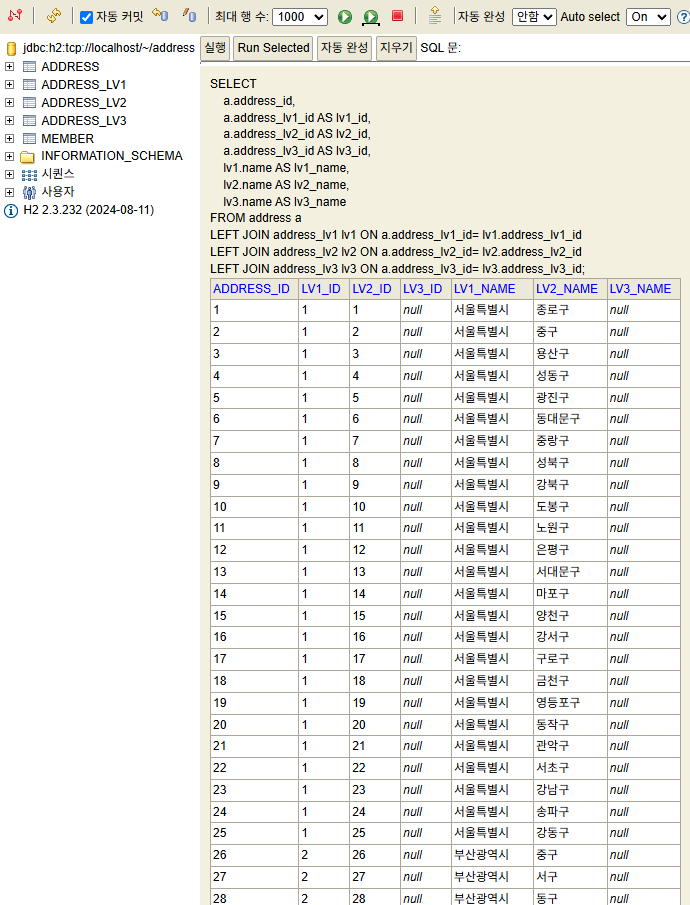 자동 커밋 최대 행 수: 1000 자동 완성 안함 Auto select On
jdbc:h2:tcp://localhost/~/address
ADDRESS
ADDRESS_LV1
ADDRESS_LV2
ADDRESS_LV3
MEMBER
INFORMATION_SCHEMA
시퀀스
사용자
H2 2.3.232 (2024-08-11)
실행 Run Selected 자동 완성 지우기 SQL 문:
SELECT
a.address_id,
a.address_lv1_id AS lv1_id,
a.address_lv2_id AS lv2_id,
a.address_lv3_id AS lv3_id,
lv1.name AS lv1_name,
lv2.name AS lv2_name,
lv3.name AS lv3_name
FROM address a
LEFT JOIN address_lv1 lv1 ON a.address_lv1_id= lv1.address_lv1_id
LEFT JOIN address_lv2 lv2 ON a.address_lv2_id= lv2.address_lv2_id
LEFT JOIN address_lv3 lv3 ON a.address_lv3_id= lv3.address_lv3_id;
ADDRESS_ID LV1_ID LV2_ID LV3_ID LV1_NAME LV2_NAME LV3_NAME
1 1 1 null 서울특별시 종로구 null
2 1 2 null 서울특별시 중구 null
3 1 3 null 서울특별시 용산구 null
4 1 4 null 서울특별시 성동구 null
5 1 5 null 서울특별시 광진구 null
6 1 6 null 서울특별시 동대문구 null
7 1 7 null 서울특별시 중랑구 null
8 1 8 null 서울특별시 성북구 null
9 1 9 null 서울특별시 강북구 null
10 1 10 null 서울특별시 도봉구 null
11 1 11 null 서울특별시 노원구 null
12 1 12 null 서울특별시 은평구 null
13 1 13 null 서울특별시 서대문구 null
14 1 14 null 서울특별시 마포구 null
15 1 15 null 서울특별시 양천구 null
16 1 16 null 서울특별시 강서구 null
17 1 17 null 서울특별시 구로구 null
18 1 18 null 서울특별시 금천구 null
19 1 19 null 서울특별시 영등포구 null
20 1 20 null 서울특별시 동작구 null
21 1 21 null 서울특별시 관악구 null
22 1 22 null 서울특별시 서초구 null
23 1 23 null 서울특별시 강남구 null
24 1 24 null 서울특별시 송파구 null
25 1 25 null 서울특별시 강동구 null
26 2 26 null 부산광역시 중구 null
27 2 27 null 부산광역시 서구 null
28 2 28 null 부산광역시 동구 null